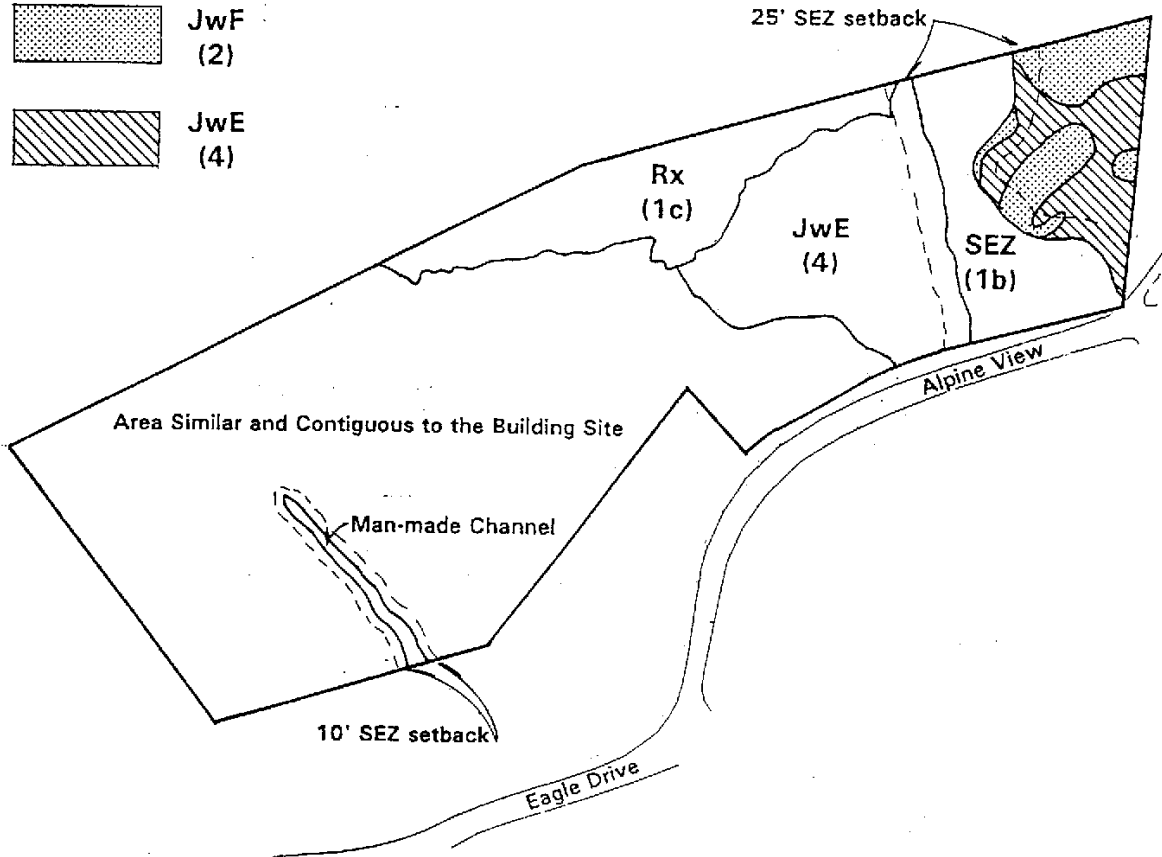 JwF
(2)
25' SEZ setback
JwE
(4)
Rx
(1c)
JwE
(4)
SEZ
(1b)
Alpine View
Area Similar and Contiguous to the Building Site
Man-made Channel
10' SEZ setback
Eagle Drive